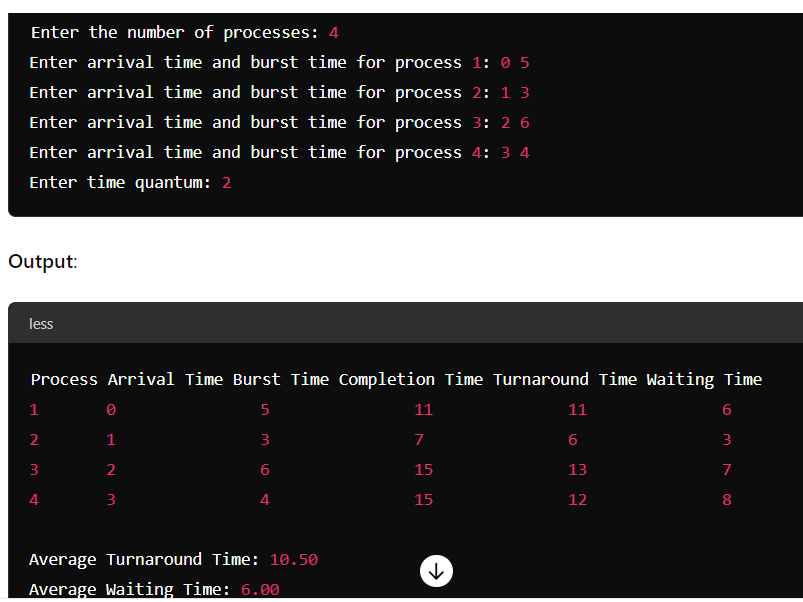 Enter the number of processes: 4
Enter arrival time and burst time for process 1: 0 5
Enter arrival time and burst time for process 2: 1 3
Enter arrival time and burst time for process 3: 2 6
Enter arrival time and burst time for process 4: 3 4
Enter time quantum: 2
Output:
less
Process Arrival Time Burst Time Completion Time Turnaround Time Waiting Time
1 0 5 11 11 6
2 1 3 7 6 3
3 2 6 15 13 7
4 3 4 15 12 8
Average Turnaround Time: 10.50
Average Waiting Time: 6.00